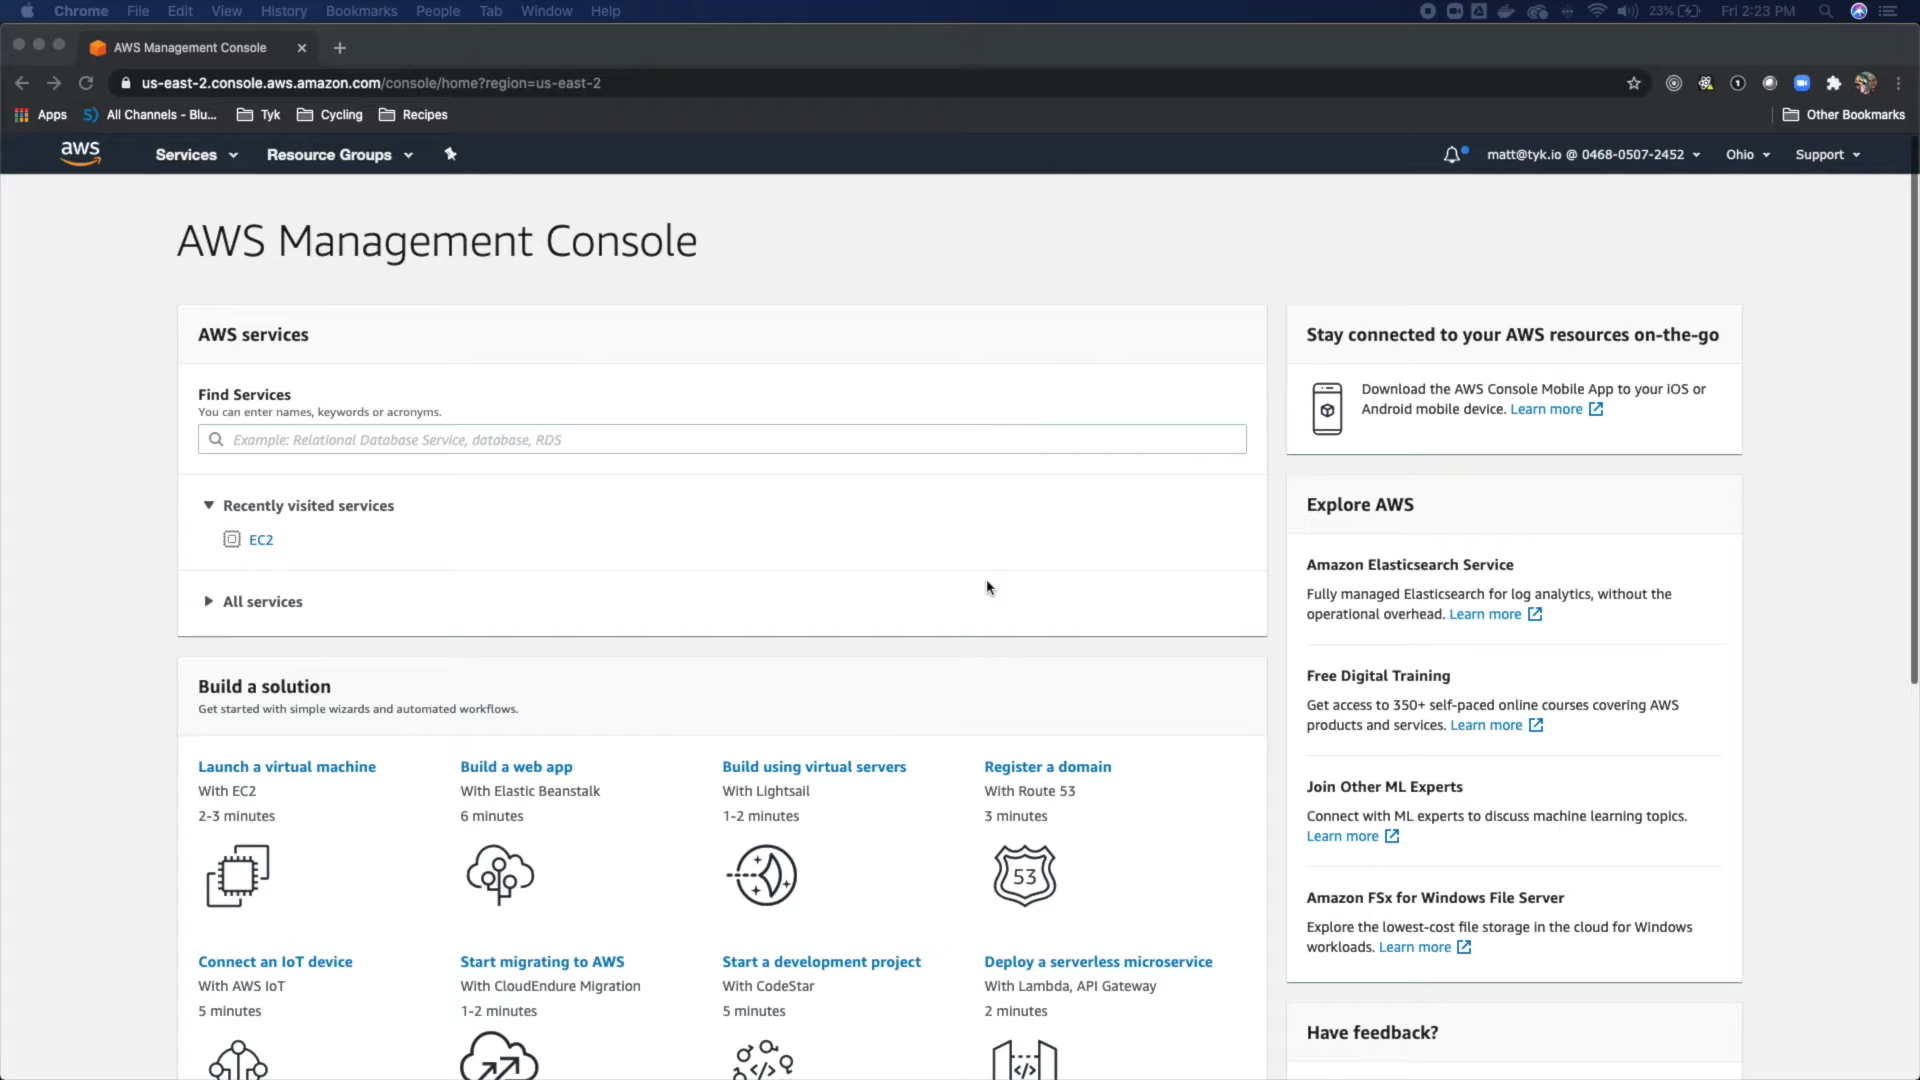 Chrome File Edit View History Bookmarks People Tab Window Help 23% Fri 2:23 PM
AWS Management Console
us-east-2.console.aws.amazon.com/console/home?region=us-east-2
Apps All Channels - Blu... Tyk Cycling Recipes Other Bookmarks
aws Services Resource Groups matt@tyk.io @ 0468-0507-2452 Ohio Support
AWS Management Console
AWS services
Find Services
You can enter names, keywords or acronyms.
Example: Relational Database Service, database, RDS
Recently visited services
EC2
All services
Build a solution
Get started with simple wizards and automated workflows.
Launch a virtual machine
With EC2
2-3 minutes
Build a web app
With Elastic Beanstalk
6 minutes
Build using virtual servers
With Lightsail
1-2 minutes
Register a domain
With Route 53
3 minutes
53
Connect an IoT device
With AWS IoT
5 minutes
Start migrating to AWS
With CloudEndure Migration
1-2 minutes
Start a development project
With CodeStar
5 minutes
</>
Deploy a serverless microservice
With Lambda, API Gateway
2 minutes
</>
Stay connected to your AWS resources on-the-go
Download the AWS Console Mobile App to your iOS or
Android mobile device. Learn more
Explore AWS
Amazon Elasticsearch Service
Fully managed Elasticsearch for log analytics, without the
operational overhead. Learn more
Free Digital Training
Get access to 350+ self-paced online courses covering AWS
products and services. Learn more
Join Other ML Experts
Connect with ML experts to discuss machine learning topics.
Learn more
Amazon FSx for Windows File Server
Explore the lowest-cost file storage in the cloud for Windows
workloads. Learn more
Have feedback?